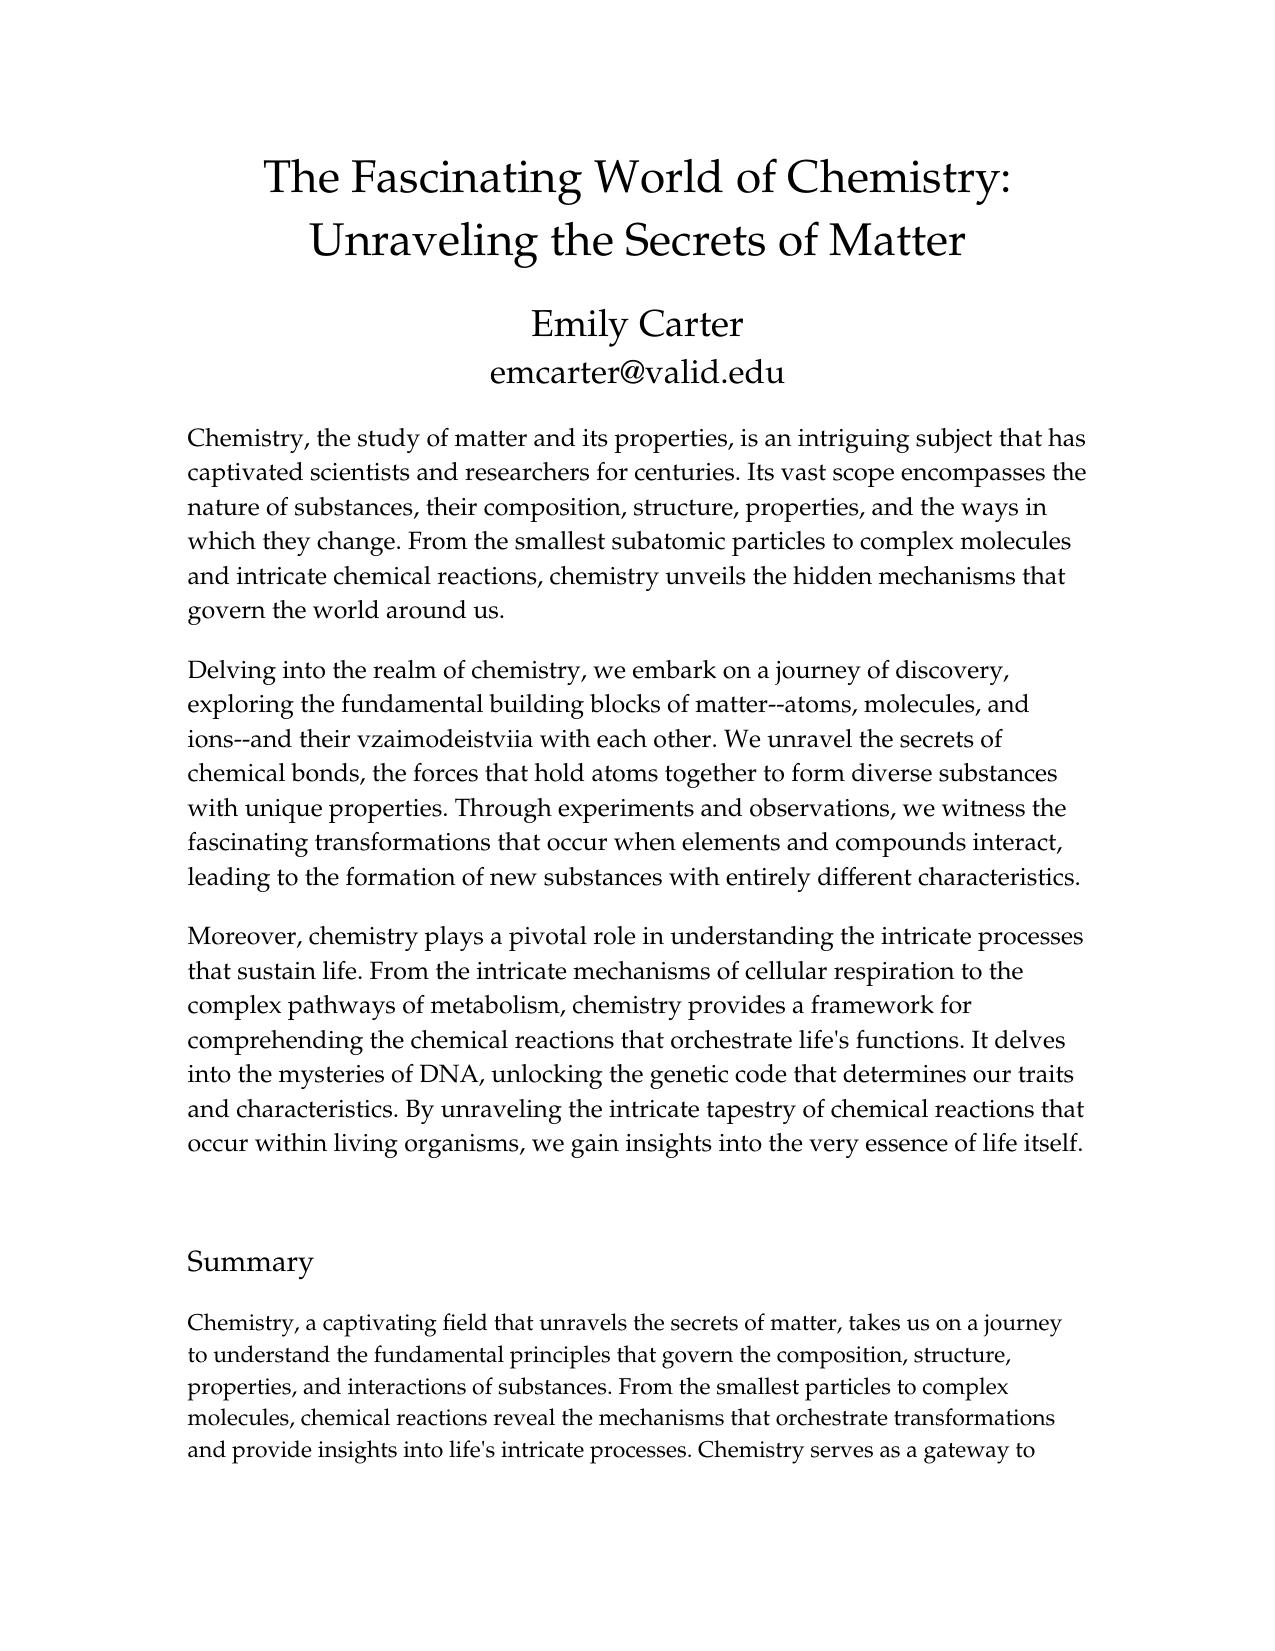 The Fascinating World of Chemistry:
Unraveling the Secrets of Matter
Emily Carter
emcarter@valid.edu
Chemistry, the study of matter and its properties, is an intriguing subject that has
captivated scientists and researchers for centuries. Its vast scope encompasses the
nature of substances, their composition, structure, properties, and the ways in
which they change. From the smallest subatomic particles to complex molecules
and intricate chemical reactions, chemistry unveils the hidden mechanisms that
govern the world around us.
Delving into the realm of chemistry, we embark on a journey of discovery,
exploring the fundamental building blocks of matter--atoms, molecules, and
ions--and their vzaimodeistviia with each other. We unravel the secrets of
chemical bonds, the forces that hold atoms together to form diverse substances
with unique properties. Through experiments and observations, we witness the
fascinating transformations that occur when elements and compounds interact,
leading to the formation of new substances with entirely different characteristics.
Moreover, chemistry plays a pivotal role in understanding the intricate processes
that sustain life. From the intricate mechanisms of cellular respiration to the
complex pathways of metabolism, chemistry provides a framework for
comprehending the chemical reactions that orchestrate life's functions. It delves
into the mysteries of DNA, unlocking the genetic code that determines our traits
and characteristics. By unraveling the intricate tapestry of chemical reactions that
occur within living organisms, we gain insights into the very essence of life itself.
Summary
Chemistry, a captivating field that unravels the secrets of matter, takes us on a journey
to understand the fundamental principles that govern the composition, structure,
properties, and interactions of substances. From the smallest particles to complex
molecules, chemical reactions reveal the mechanisms that orchestrate transformations
and provide insights into life's intricate processes. Chemistry serves as a gateway to